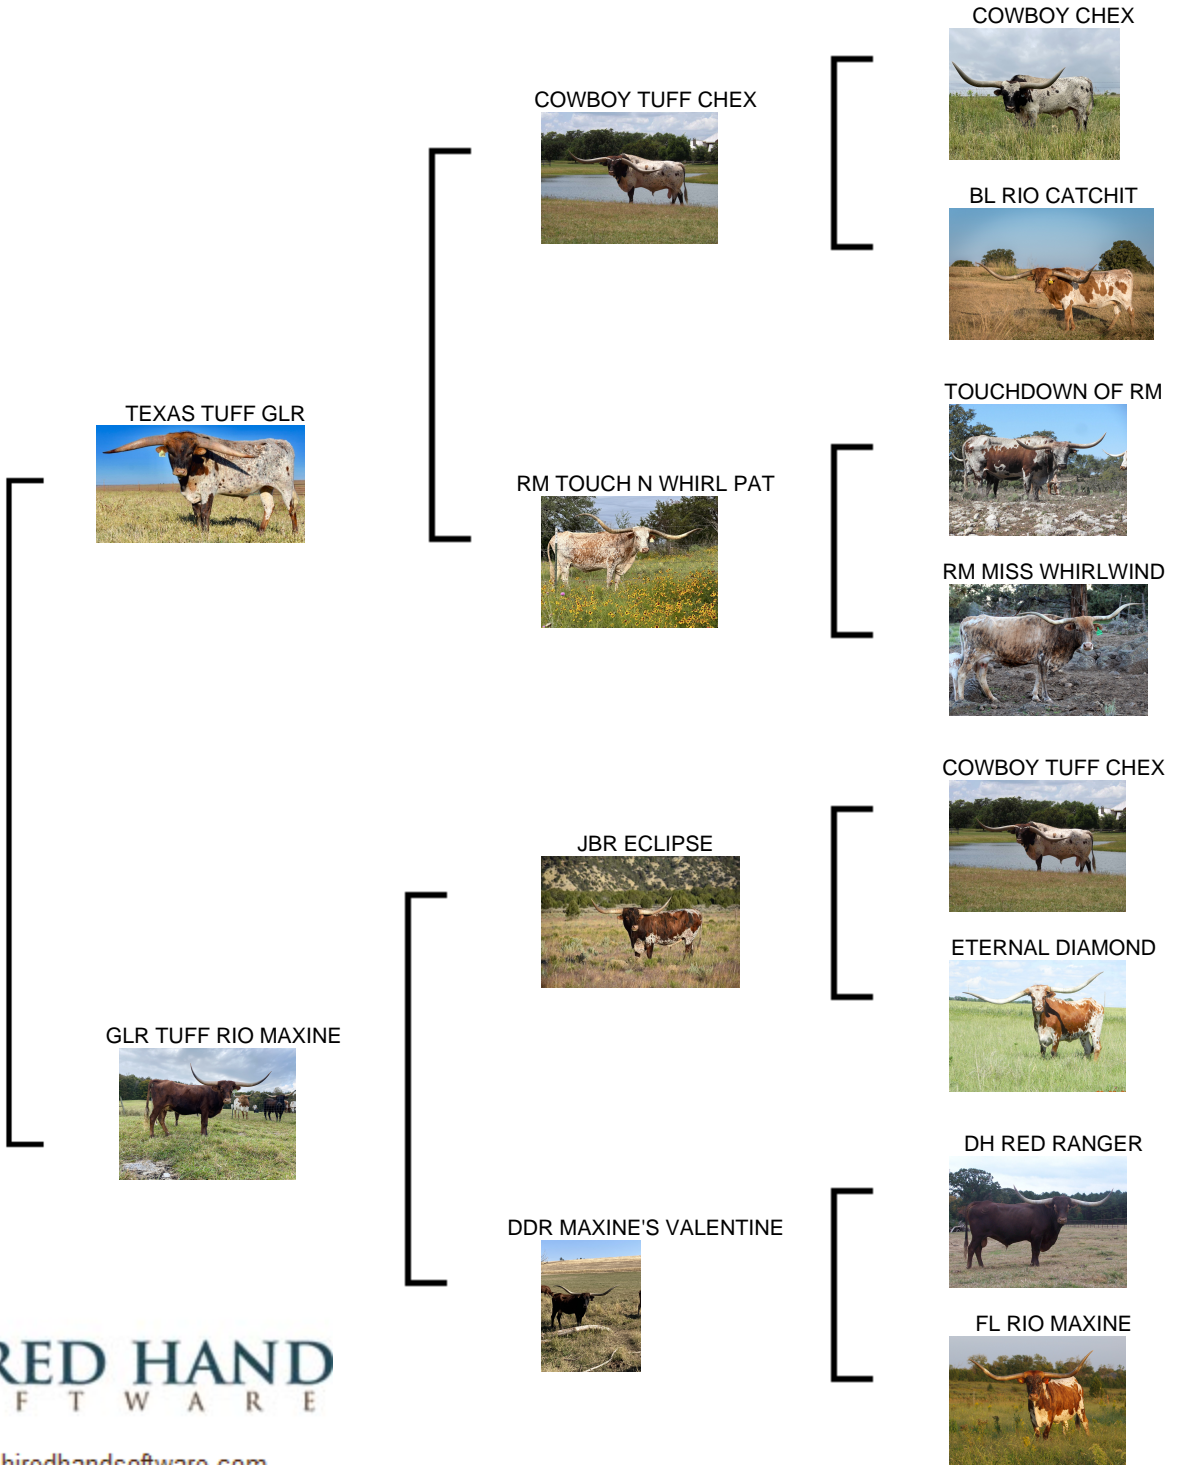 COWBOY CHEX
COWBOY TUFF CHEX
BL RIO CATCHIT
TEXAS TUFF GLR
TOUCHDOWN OF RM
RM TOUCH N WHIRL PAT
RM MISS WHIRLWIND
COWBOY TUFF CHEX
JBR ECLIPSE
ETERNAL DIAMOND
GLR TUFF RIO MAXINE
DH RED RANGER
DDR MAXINE'S VALENTINE
FL RIO MAXINE
RED HAND
F T W A R E
hiredhandsoftware.com